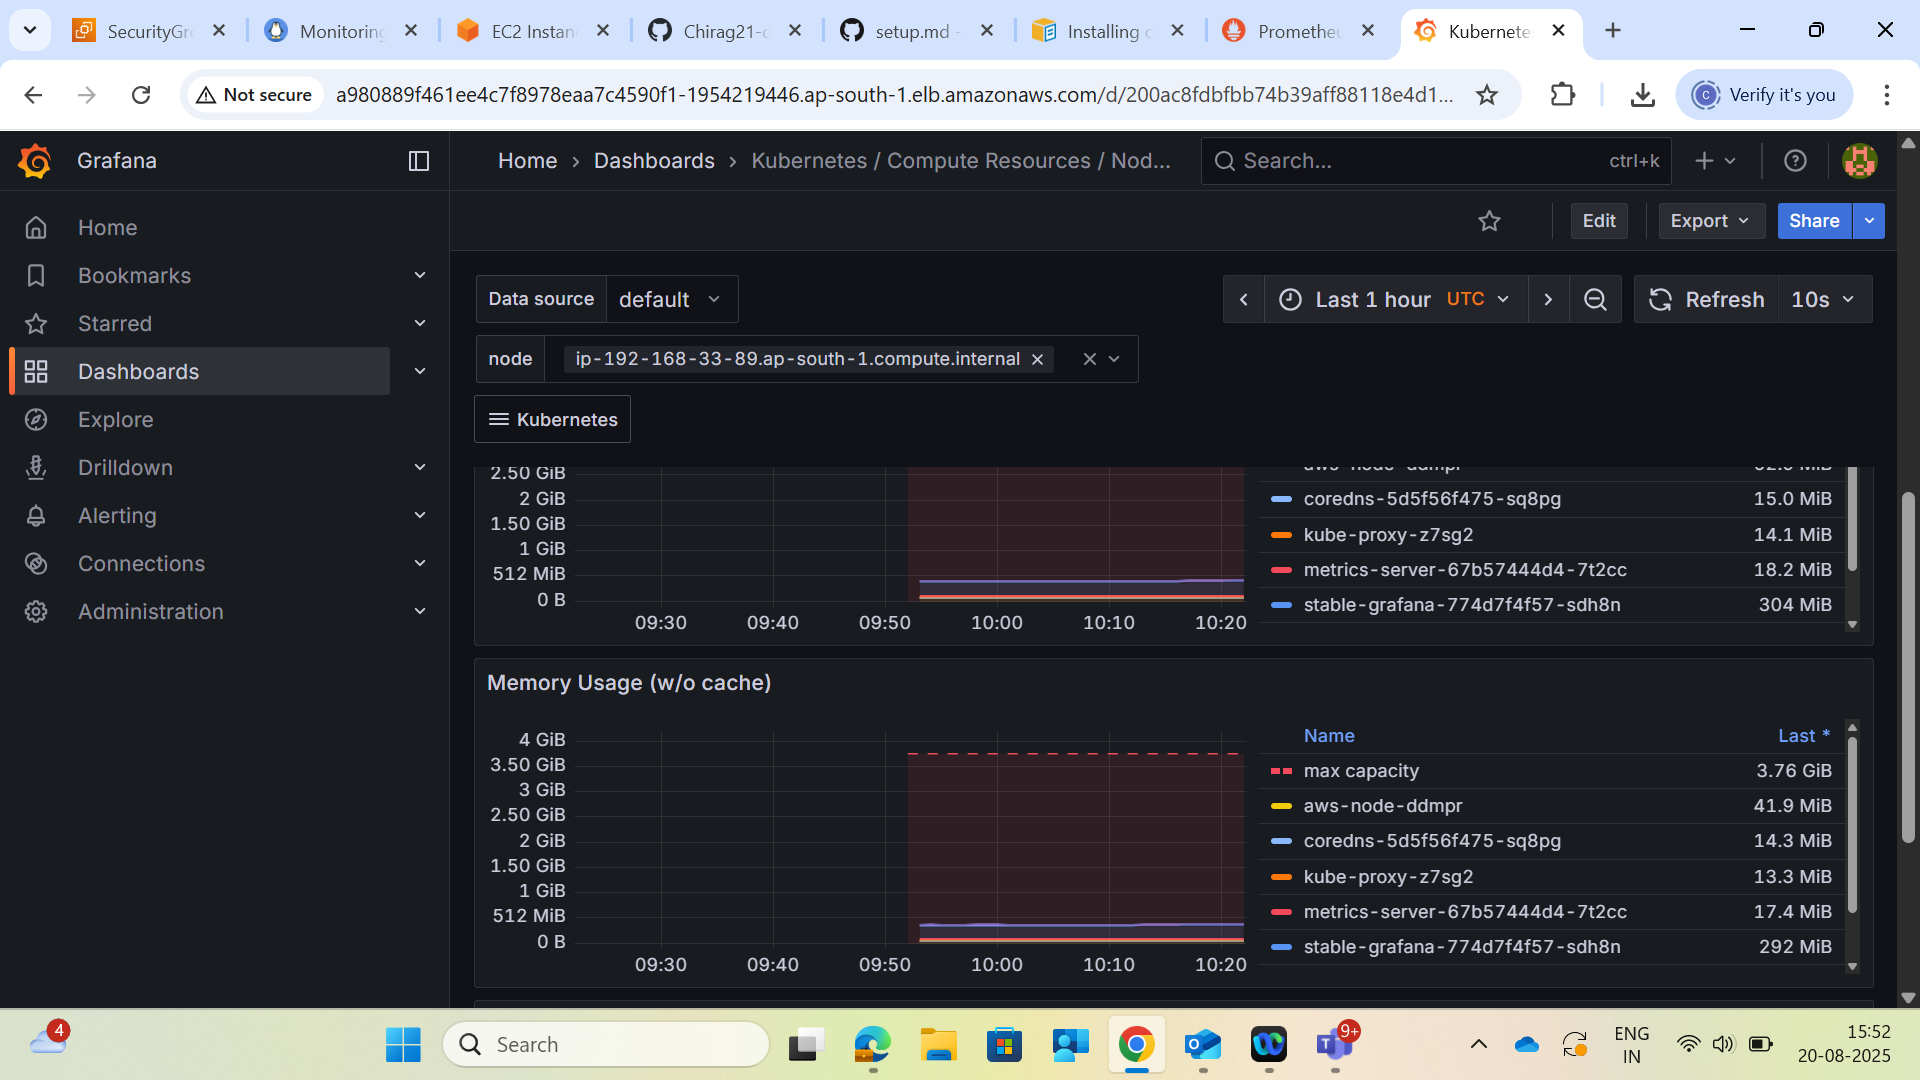 SecurityGr
Monitoring
EC2 Instan
Chirag21-c
setup.md -
Installing c
Prometheu
Kubernete
Not secure
a980889f461ee4c7f8978eaa7c4590f1-1954219446.ap-south-1.elb.amazonaws.com/d/200ac8fdbfbb74b39aff88118e4d1...
Verify it's you
Grafana
Home › Dashboards › Kubernetes / Compute Resources / Nod...
Search...
ctrl+k
Home
Bookmarks
Starred
Dashboards
Explore
Drilldown
Alerting
Connections
Administration
Edit
Export
Share
Data source
default
Last 1 hour UTC
Refresh
10s
node
ip-192-168-33-89.ap-south-1.compute.internal
Kubernetes
2.50 GiB
2 GiB
1.50 GiB
1 GiB
512 MiB
0 B
09:30 09:40 09:50 10:00 10:10 10:20
coredns-5d5f56f475-sq8pg 15.0 MiB
kube-proxy-z7sg2 14.1 MiB
metrics-server-67b57444d4-7t2cc 18.2 MiB
stable-grafana-774d7f4f57-sdh8n 304 MiB
Memory Usage (w/o cache)
4 GiB
3.50 GiB
3 GiB
2.50 GiB
2 GiB
1.50 GiB
1 GiB
512 MiB
0 B
09:30 09:40 09:50 10:00 10:10 10:20
Name Last *
max capacity 3.76 GiB
aws-node-ddmpr 41.9 MiB
coredns-5d5f56f475-sq8pg 14.3 MiB
kube-proxy-z7sg2 13.3 MiB
metrics-server-67b57444d4-7t2cc 17.4 MiB
stable-grafana-774d7f4f57-sdh8n 292 MiB
4
Search
9+
ENG
IN
15:52
20-08-2025